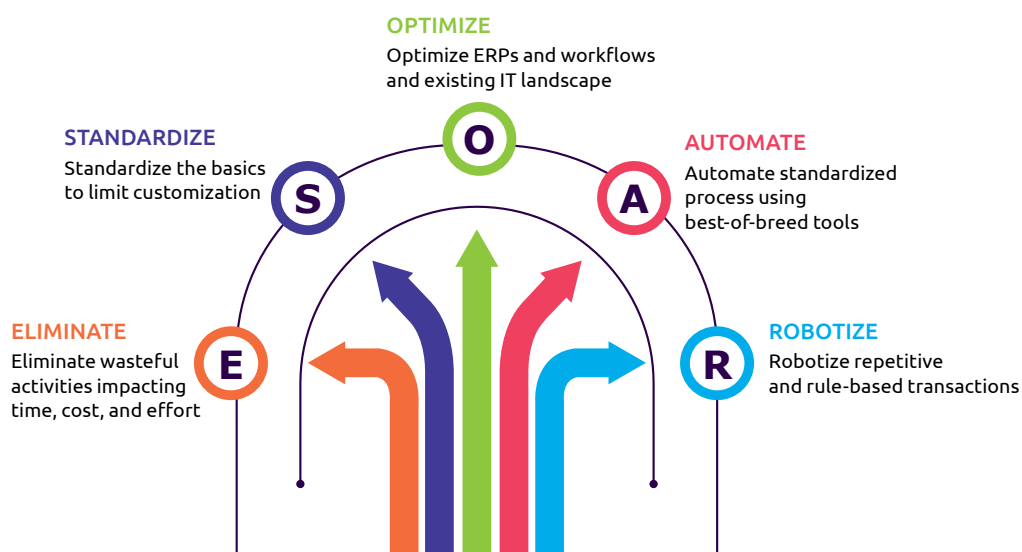 OPTIMIZE
Optimize ERPs and workflows
and existing IT landscape
O
STANDARDIZE
Standardize the basics
to limit customization
S
AUTOMATE
Automate standardized
process using
best-of-breed tools
A
ELIMINATE
Eliminate wasteful
activities impacting
time, cost, and effort
E
ROBOTIZE
Robotize repetitive
and rule-based transactions
R